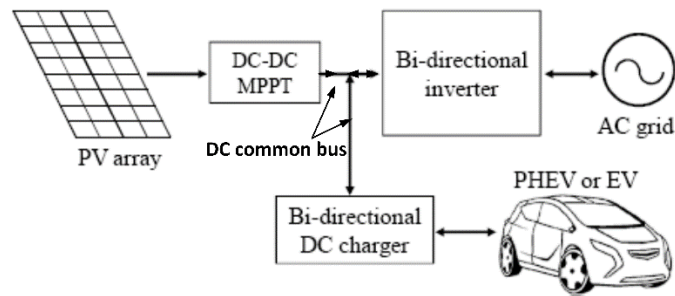 DC-DC
MPPT
Bi-directional
inverter
AC grid
PV array
DC common bus
Bi-directional
DC charger
PHEV or EV